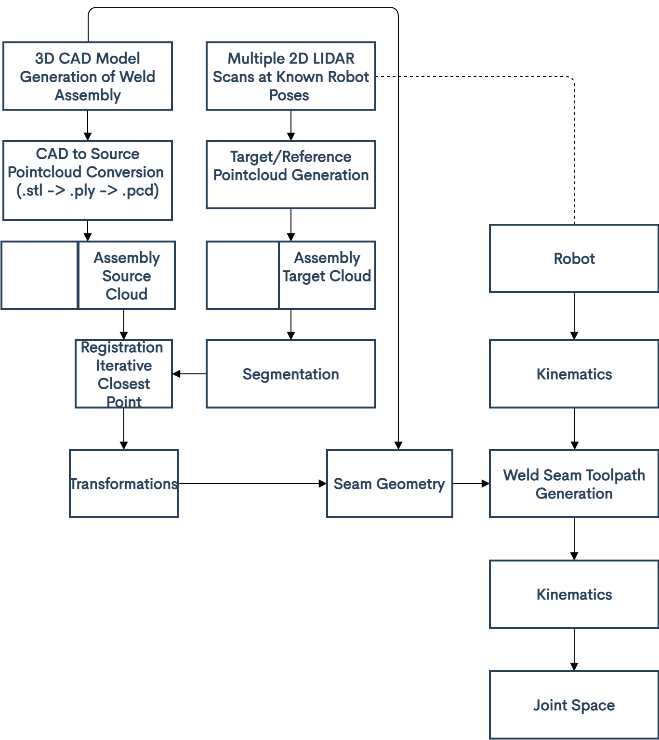 3D CAD Model
Generation of Weld
Assembly
Multiple 2D LIDAR
Scans at Known Robot
Poses
CAD to Source
Pointcloud Conversion
(.stl -> .ply -> .pcd)
Target/Reference
Pointcloud Generation
Assembly
Source
Cloud
Assembly
Target Cloud
Robot
Registration
Iterative
Closest
Point
Segmentation
Kinematics
Transformations
Seam Geometry
Weld Seam Toolpath
Generation
Kinematics
Joint Space